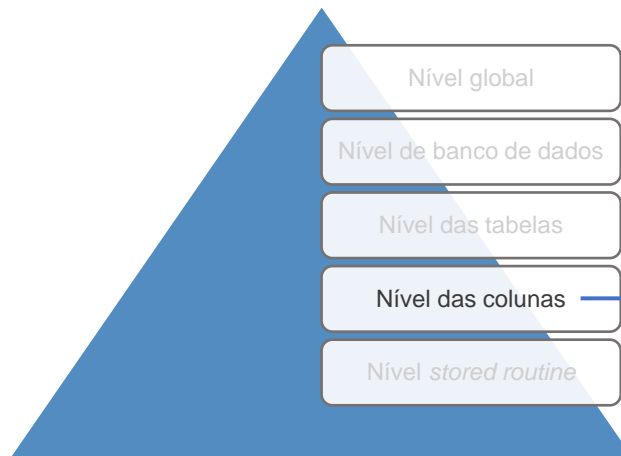 Nível global
Nível de banco de dados
Nível das tabelas
Nível das colunas
Nível stored routine